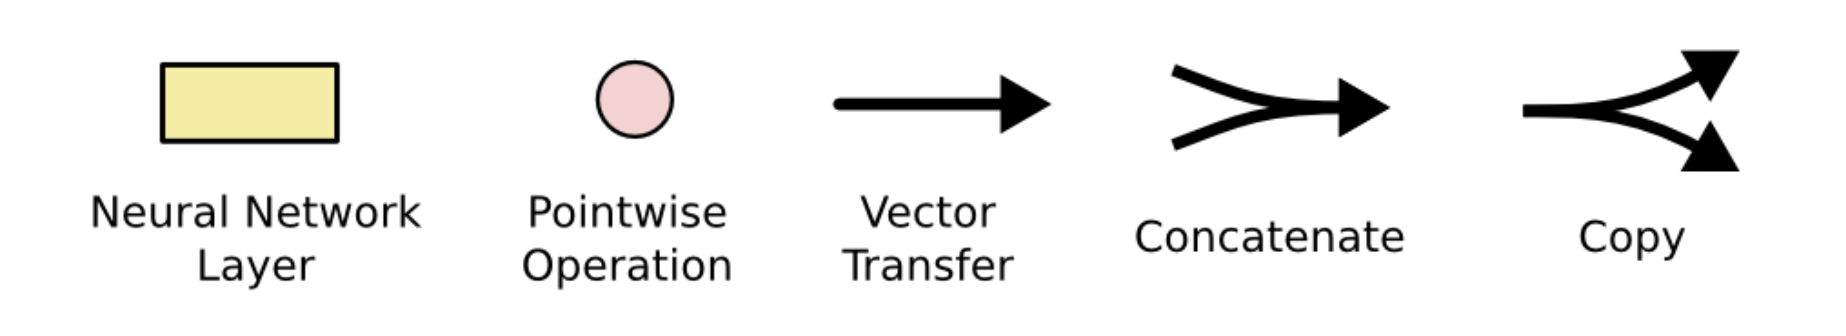 Neural Network
Layer
Pointwise
Operation
Vector
Transfer
Concatenate
Copy